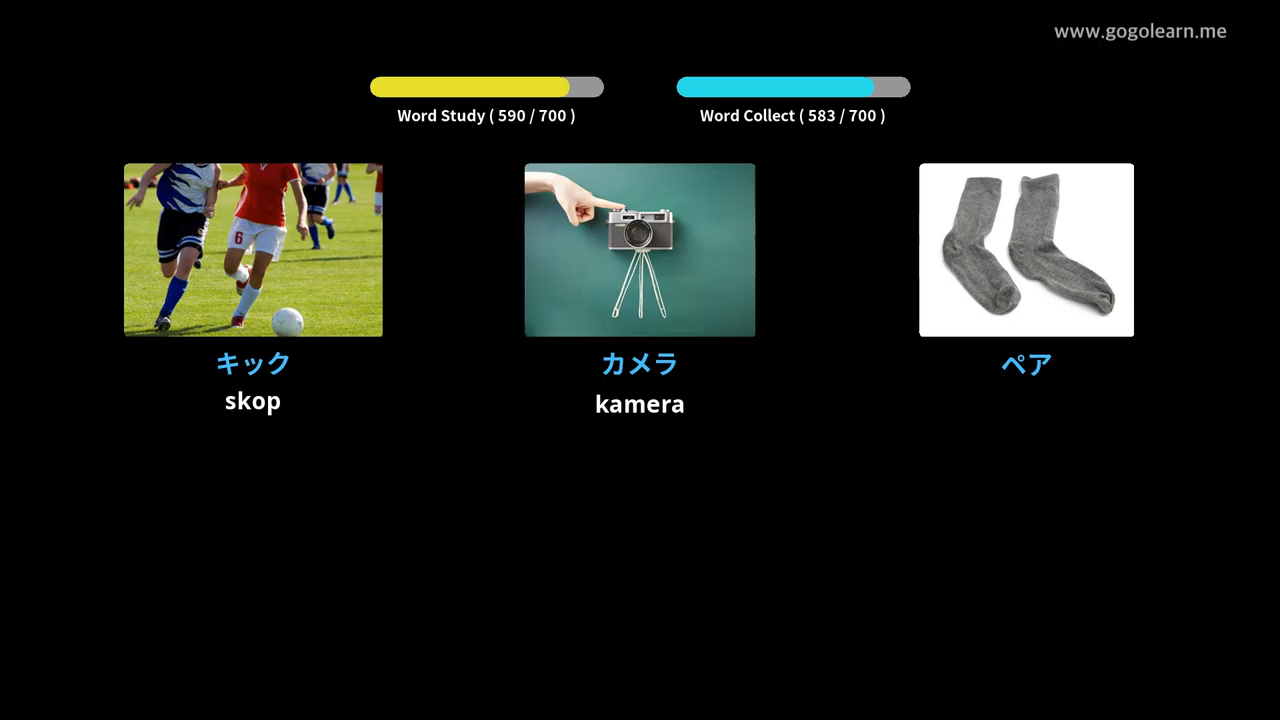 www.gogolearn.me
Word Study ( 590 / 700 )
Word Collect ( 583 / 700 )
6
キック
カメラ
ペア
skop
kamera